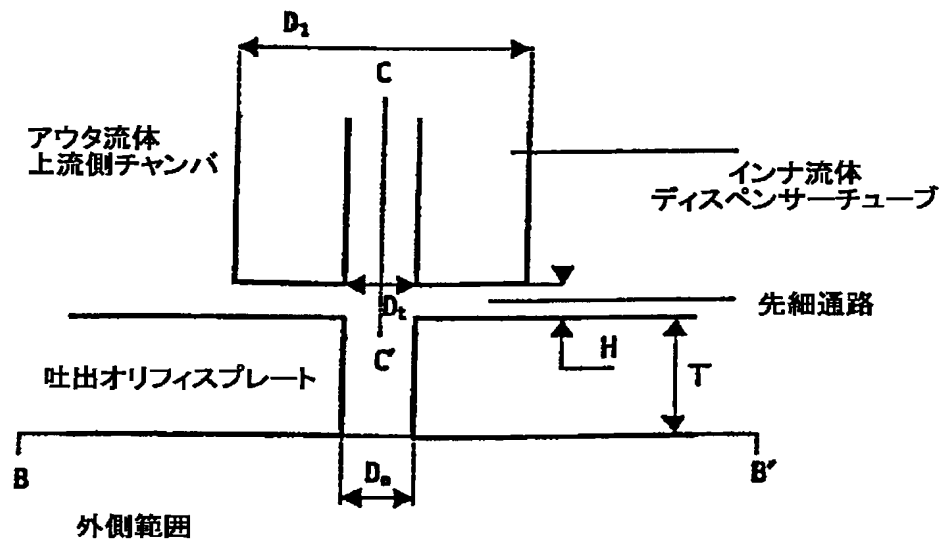 D₁
C
アウタ流体
上流側チャンバ
インナ流体
ディスペンサーチューブ
Dₜ
先細通路
C'
H
T
吐出オリフィスプレート
B
Dₒ
B'
外側範囲